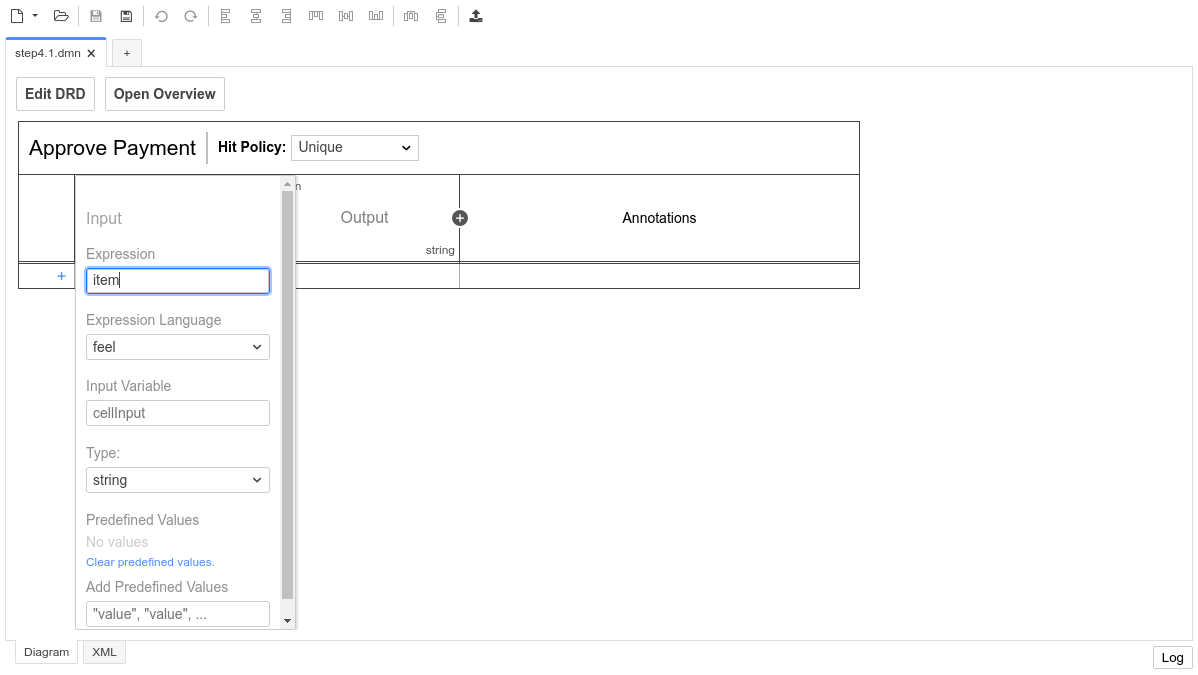 step4.1.dmn
+
Edit DRD
Open Overview
Approve Payment
Hit Policy:
Unique
n
Input
Output
+
Annotations
Expression
string
+
item
Expression Language
feel
Input Variable
cellInput
Type:
string
Predefined Values
No values
Clear predefined values.
Add Predefined Values
"value", "value", ...
Diagram
XML
Log